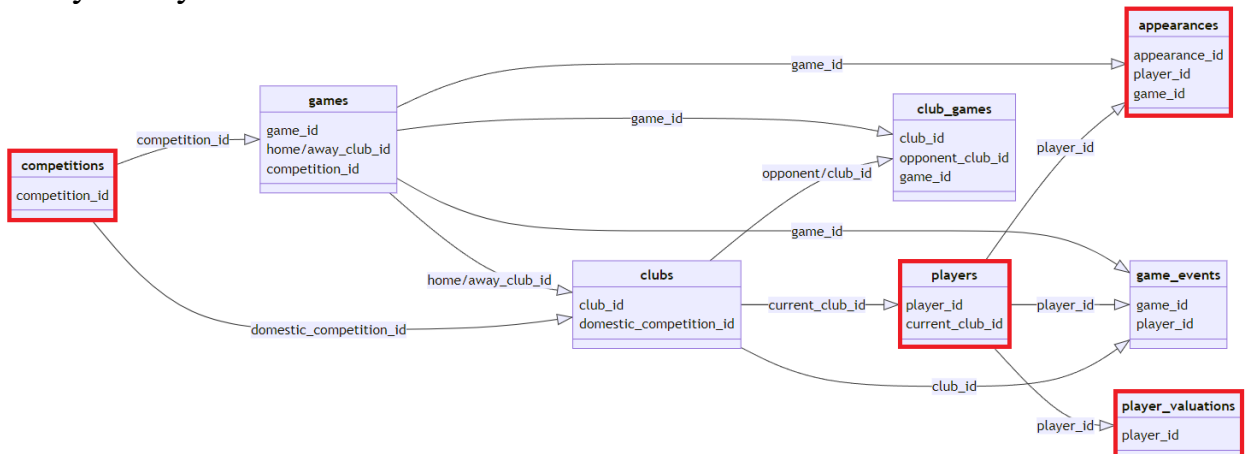 appearances
appearance_id
player_id
game_id
game_id
games
game_id
home/away_club_id
competition_id
club_games
club_id
opponent_club_id
game_id
game_id
competition_id
player_id
competitions
competition_id
opponent/club_id
game_id
home/away_club_id
clubs
club_id
domestic_competition_id
players
player_id
current_club_id
game_events
game_id
player_id
current_club_id
player_id
domestic_competition_id
club_id
player_valuations
player_id
player_id